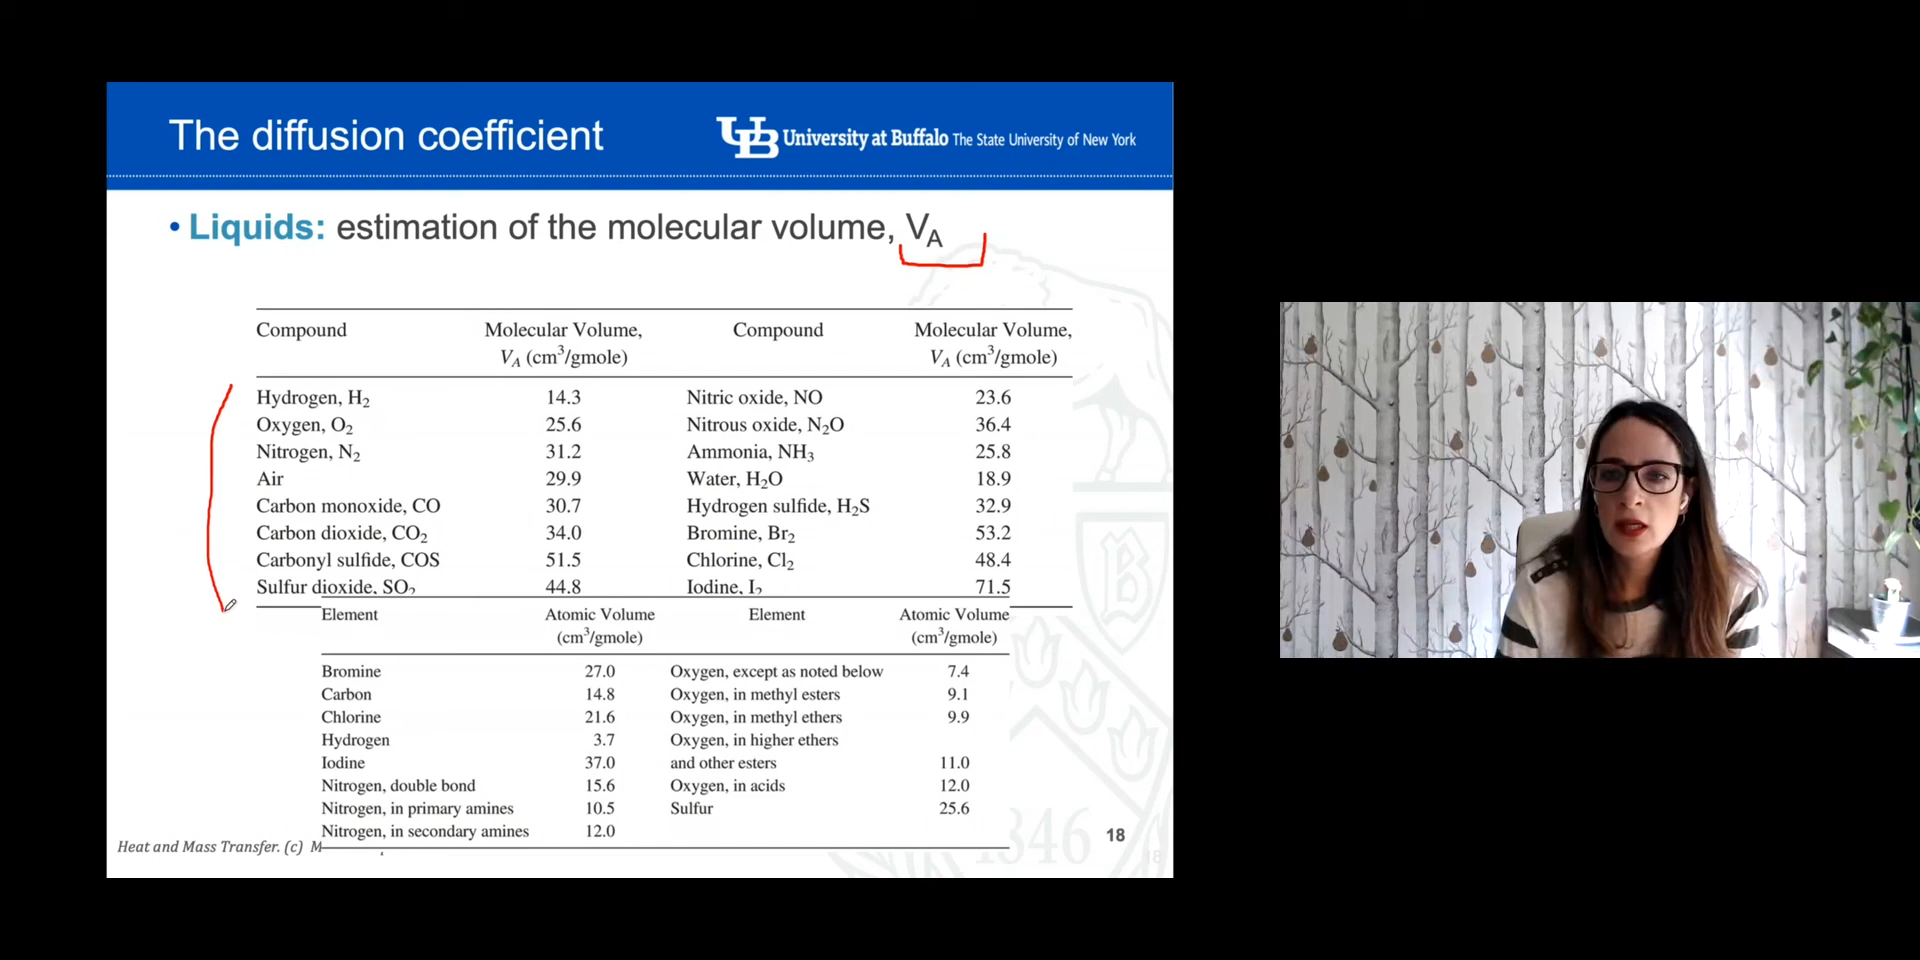 The diffusion coefficient
UB University at Buffalo The State University of New York
• Liquids: estimation of the molecular volume, VA
Compound Molecular Volume, Compound Molecular Volume,
VA (cm³/gmole) VA (cm³/gmole)
Hydrogen, H₂ 14.3 Nitric oxide, NO 23.6
Oxygen, O₂ 25.6 Nitrous oxide, N₂O 36.4
Nitrogen, N₂ 31.2 Ammonia, NH₃ 25.8
Air 29.9 Water, H₂O 18.9
Carbon monoxide, CO 30.7 Hydrogen sulfide, H₂S 32.9
Carbon dioxide, CO₂ 34.0 Bromine, Br₂ 53.2
Carbonyl sulfide, COS 51.5 Chlorine, Cl₂ 48.4
Sulfur dioxide, SO₂ 44.8 Iodine, I₂ 71.5
Element Atomic Volume Element Atomic Volume
(cm³/gmole) (cm³/gmole)
Bromine 27.0 Oxygen, except as noted below 7.4
Carbon 14.8 Oxygen, in methyl esters 9.1
Chlorine 21.6 Oxygen, in methyl ethers 9.9
Hydrogen 3.7 Oxygen, in higher ethers
Iodine 37.0 and other esters 11.0
Nitrogen, double bond 15.6 Oxygen, in acids 12.0
Nitrogen, in primary amines 10.5 Sulfur 25.6
Nitrogen, in secondary amines 12.0
Heat and Mass Transfer. (c) M
18
B
1846
18